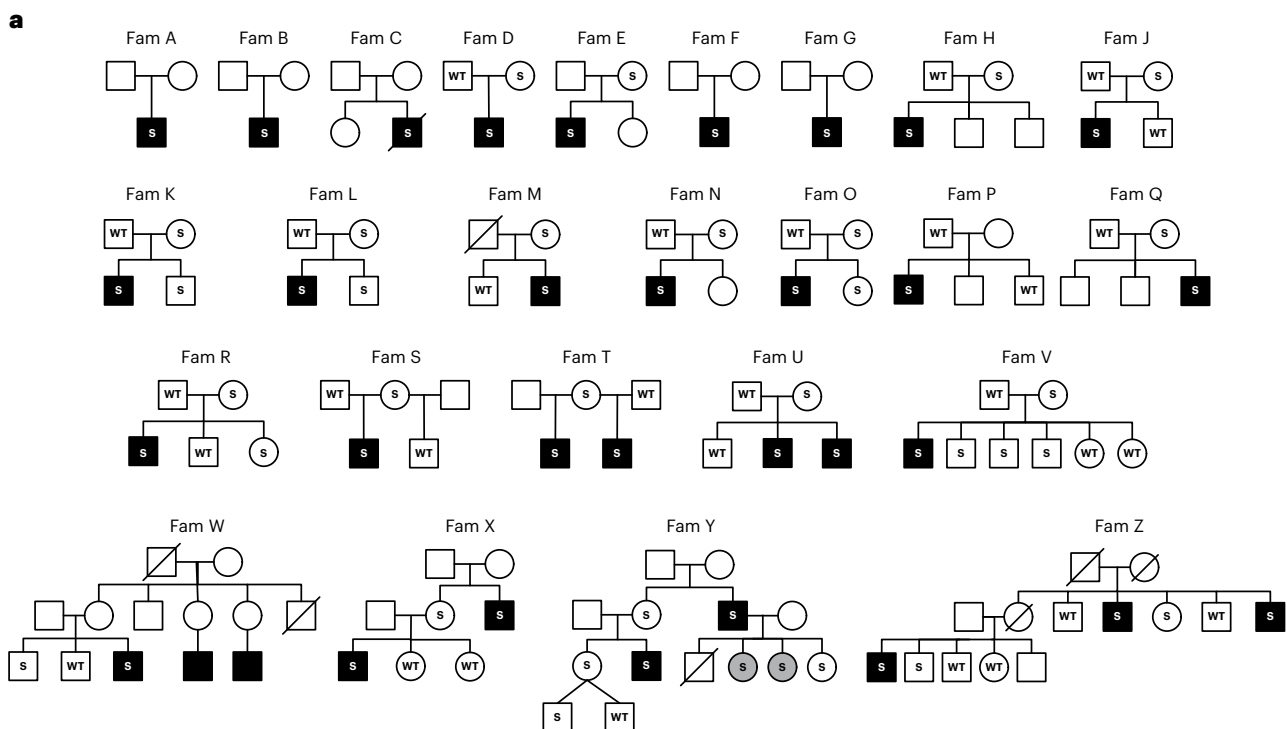 a
Fam A Fam B Fam C Fam D Fam E Fam F Fam G Fam H Fam J
WT S S WT S WT S
S S S S S S S S S WT
Fam K Fam L Fam M Fam N Fam O Fam P Fam Q
WT S WT S S WT S WT S WT WT S
S S S S WT S S S S S WT S
Fam R Fam S Fam T Fam U Fam V
WT S WT S S WT WT S WT S
S WT S S WT S S WT S S S S S S WT WT
Fam W Fam X Fam Y Fam Z
S S S S WT S S WT S
S WT S S WT WT S S S S S S S WT WT
S WT